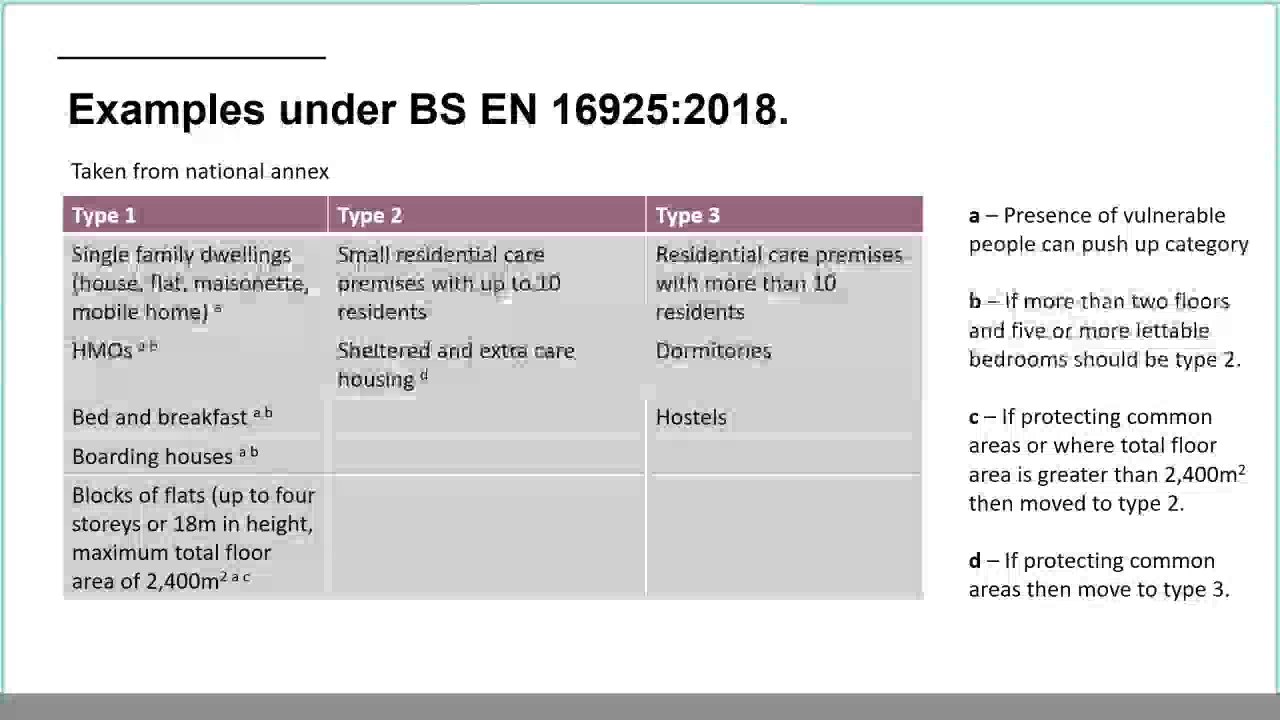 Examples under BS EN 16925:2018.
Taken from national annex
Type 1
Type 2
Type 3
Single family dwellings
(house, flat, maisonette,
mobile home) a
Small residential care
premises with up to 10
residents
Residential care premises
with more than 10
residents
HMOs a b
Sheltered and extra care
housing d
Dormitories
Bed and breakfast a b
Hostels
Boarding houses a b
Blocks of flats (up to four
storeys or 18m in height,
maximum total floor
area of 2,400m2 a c
a – Presence of vulnerable
people can push up category
b – If more than two floors
and five or more lettable
bedrooms should be type 2.
c – If protecting common
areas or where total floor
area is greater than 2,400m2
then moved to type 2.
d – If protecting common
areas then move to type 3.